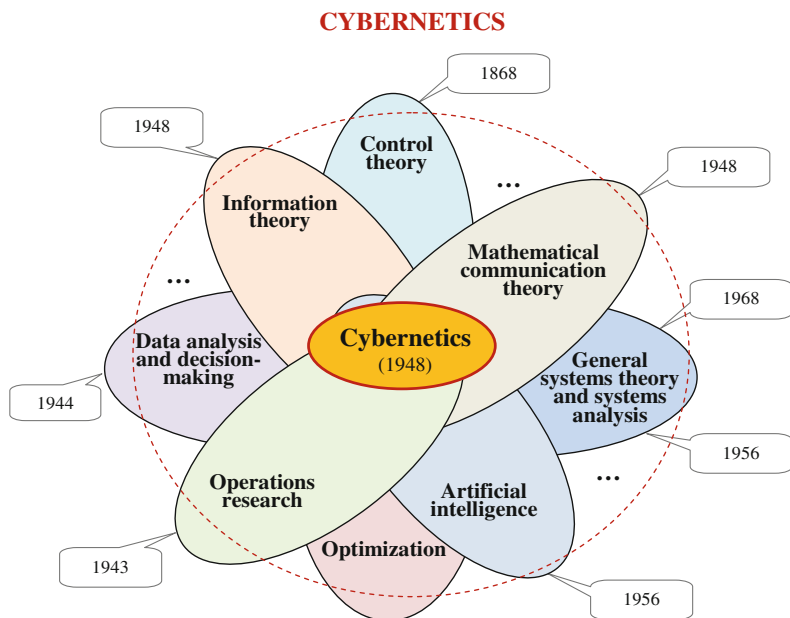 CYBERNETICS
1868
1948
Control
theory
1948
...
Information
theory
Mathematical
communication
theory
...
1968
Data analysis
and decision-
making
Cybernetics
(1948)
General
systems theory
and systems
analysis
1944
1956
Operations
research
Artificial
intelligence
...
Optimization
1943
1956